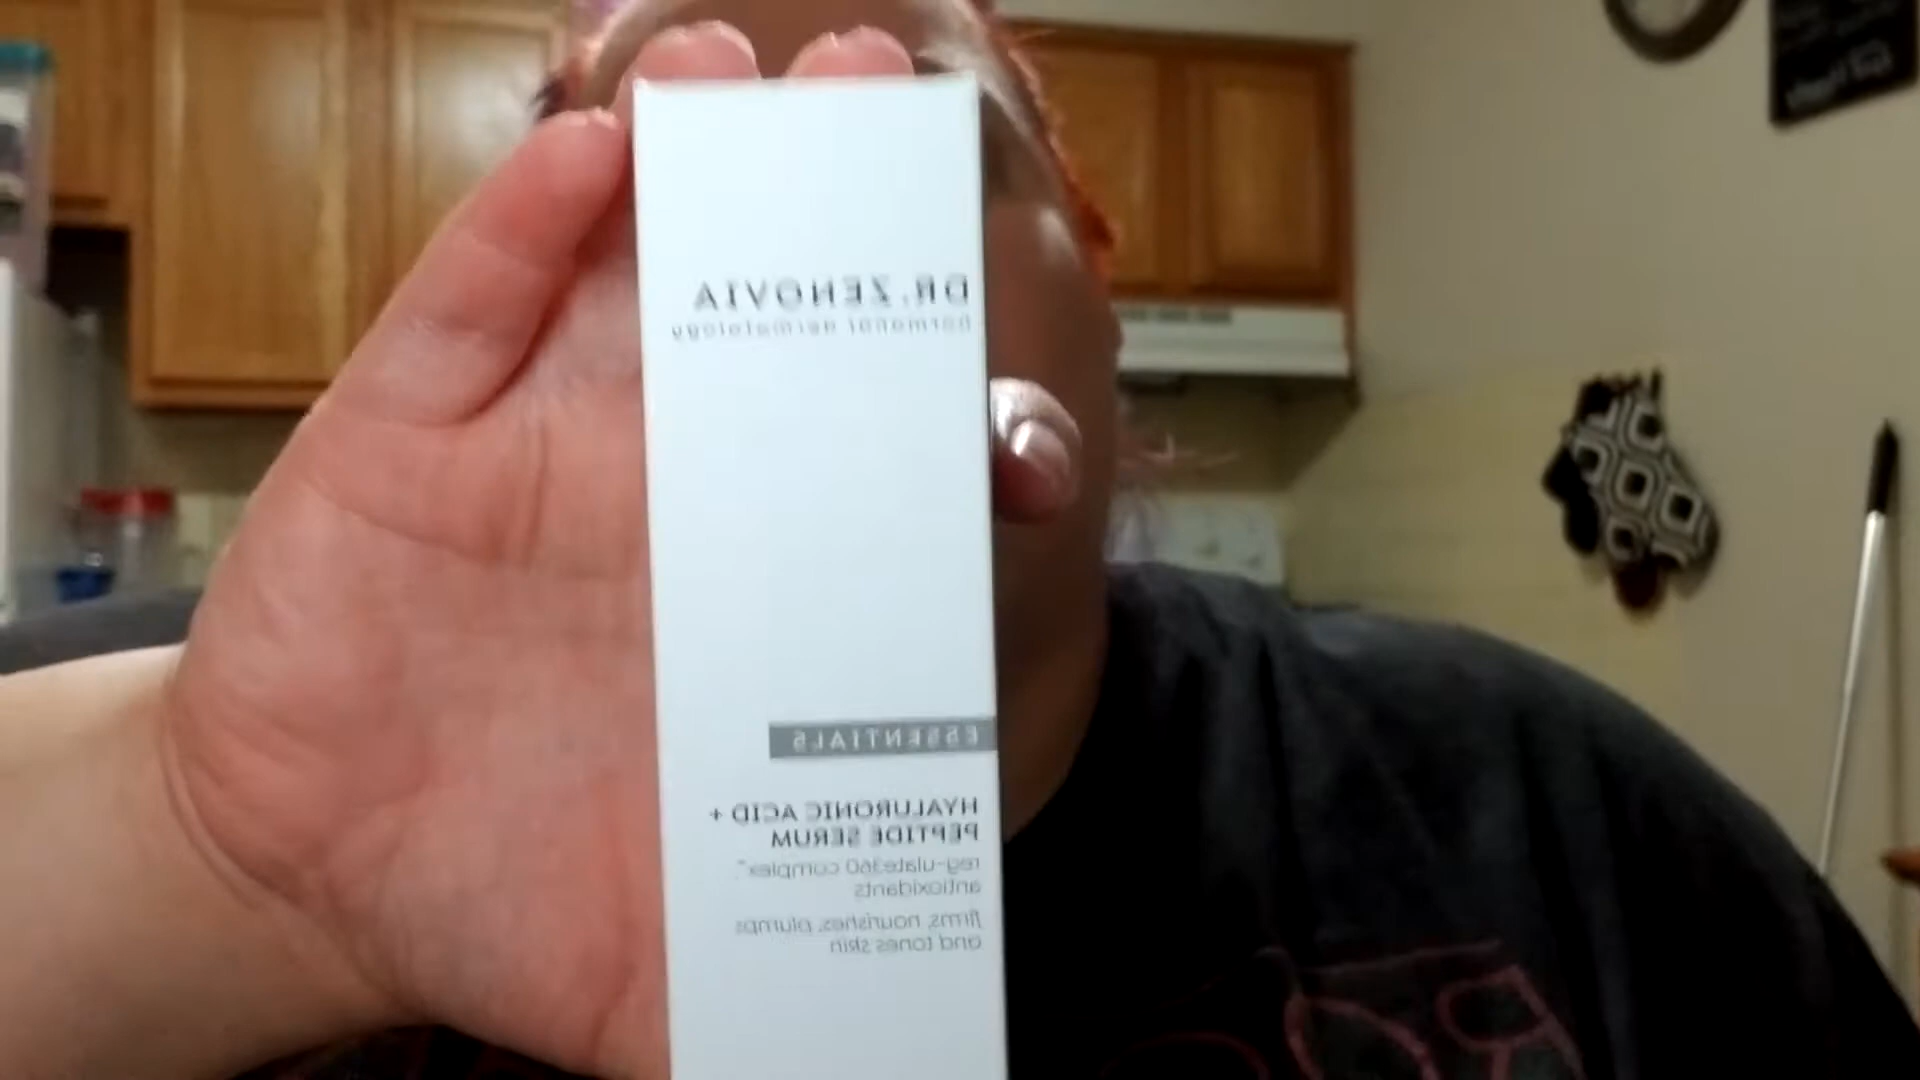 DR. ZENOVIA
hormonal dermatology
ESSENTIALS
HYALURONIC ACID +
PEPTIDE SERUM
reg-ulate360 complex™
antioxidants
firms, nourishes, plumps
and tones skin